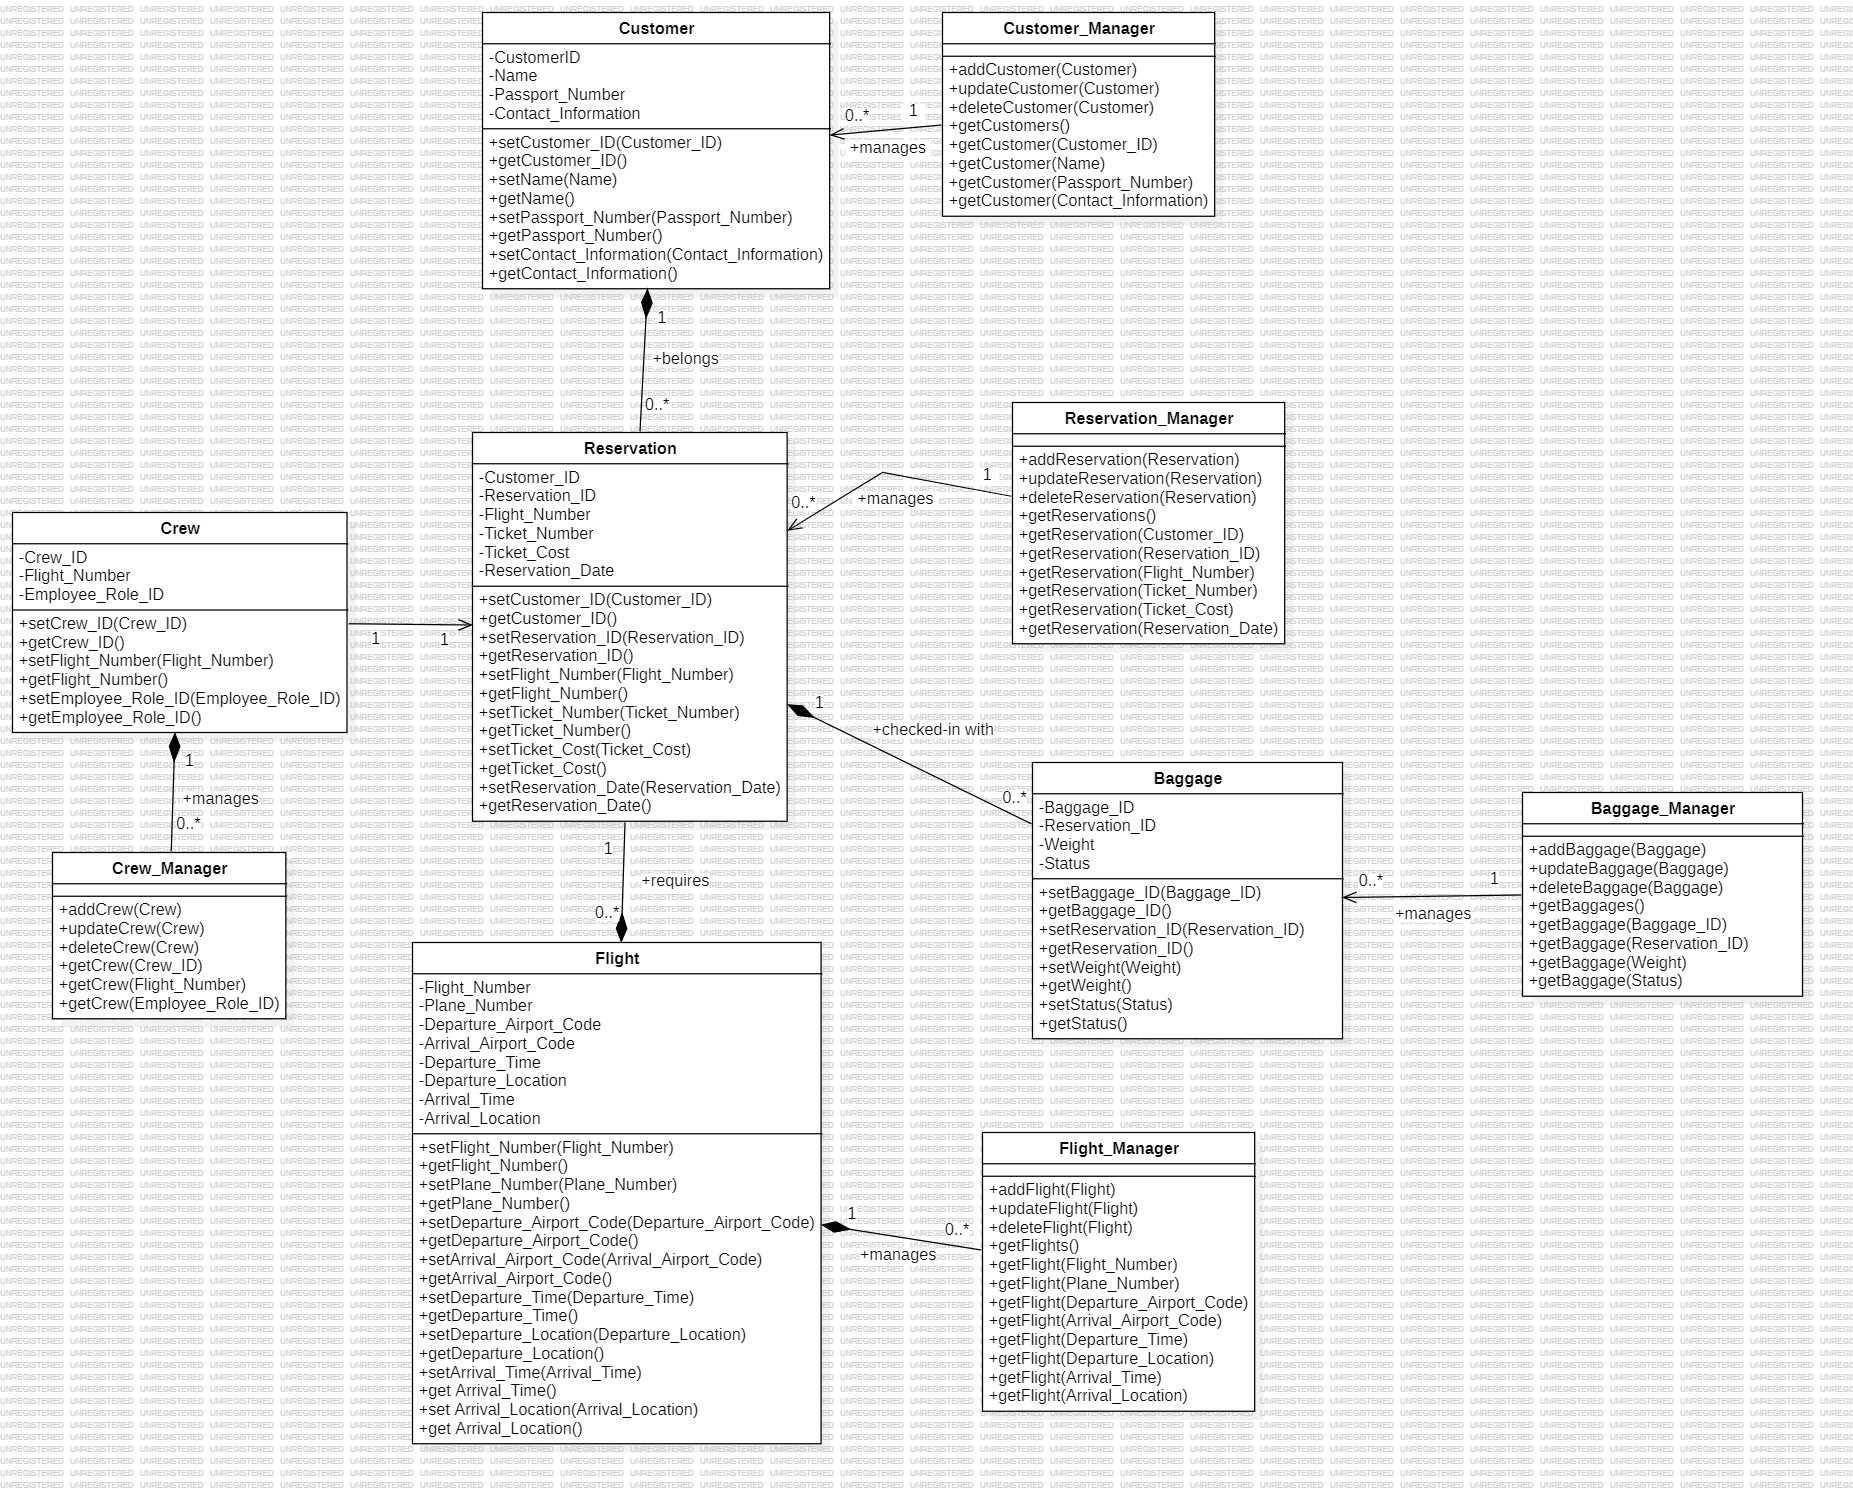 Customer
-CustomerID
-Name
-Passport_Number
-Contact_Information
+setCustomer_ID(Customer_ID)
+getCustomer_ID()
+setName(Name)
+getName()
+setPassport_Number(Passport_Number)
+getPassport_Number()
+setContact_Information(Contact_Information)
+getContact_Information()
Customer_Manager
+addCustomer(Customer)
+updateCustomer(Customer)
+deleteCustomer(Customer)
+getCustomers()
+getCustomer(Customer_ID)
+getCustomer(Name)
+getCustomer(Passport_Number)
+getCustomer(Contact_Information)
0..*
1
+manages
1
+belongs
0..*
Reservation
-Customer_ID
-Reservation_ID
-Flight_Number
-Ticket_Number
-Ticket_Cost
-Reservation_Date
+setCustomer_ID(Customer_ID)
+getCustomer_ID()
+setReservation_ID(Reservation_ID)
+getReservation_ID()
+setFlight_Number(Flight_Number)
+getFlight_Number()
+setTicket_Number(Ticket_Number)
+getTicket_Number()
+setTicket_Cost(Ticket_Cost)
+getTicket_Cost()
+setReservation_Date(Reservation_Date)
+getReservation_Date()
Reservation_Manager
+addReservation(Reservation)
+updateReservation(Reservation)
+deleteReservation(Reservation)
+getReservations()
+getReservation(Customer_ID)
+getReservation(Reservation_ID)
+getReservation(Flight_Number)
+getReservation(Ticket_Number)
+getReservation(Ticket_Cost)
+getReservation(Reservation_Date)
0..*
+manages
1
Crew
-Crew_ID
-Flight_Number
-Employee_Role_ID
+setCrew_ID(Crew_ID)
+getCrew_ID()
+setFlight_Number(Flight_Number)
+getFlight_Number()
+setEmployee_Role_ID(Employee_Role_ID)
+getEmployee_Role_ID()
1
1
1
+manages
0..*
Crew_Manager
+addCrew(Crew)
+updateCrew(Crew)
+deleteCrew(Crew)
+getCrew(Crew_ID)
+getCrew(Flight_Number)
+getCrew(Employee_Role_ID)
1
+checked-in with
0..*
Baggage
-Baggage_ID
-Reservation_ID
-Weight
-Status
+setBaggage_ID(Baggage_ID)
+getBaggage_ID()
+setReservation_ID(Reservation_ID)
+getReservation_ID()
+setWeight(Weight)
+getWeight()
+setStatus(Status)
+getStatus()
0..*
1
+manages
Baggage_Manager
+addBaggage(Baggage)
+updateBaggage(Baggage)
+deleteBaggage(Baggage)
+getBaggages()
+getBaggage(Baggage_ID)
+getBaggage(Reservation_ID)
+getBaggage(Weight)
+getBaggage(Status)
1
+requires
0..*
Flight
-Flight_Number
-Plane_Number
-Departure_Airport_Code
-Arrival_Airport_Code
-Departure_Time
-Departure_Location
-Arrival_Time
-Arrival_Location
+setFlight_Number(Flight_Number)
+getFlight_Number()
+setPlane_Number(Plane_Number)
+getPlane_Number()
+setDeparture_Airport_Code(Departure_Airport_Code)
+getDeparture_Airport_Code()
+setArrival_Airport_Code(Arrival_Airport_Code)
+getArrival_Airport_Code()
+setDeparture_Time(Departure_Time)
+getDeparture_Time()
+setDeparture_Location(Departure_Location)
+getDeparture_Location()
+setArrival_Time(Arrival_Time)
+get Arrival_Time()
+set Arrival_Location(Arrival_Location)
+get Arrival_Location()
1
0..*
+manages
Flight_Manager
+addFlight(Flight)
+updateFlight(Flight)
+deleteFlight(Flight)
+getFlights()
+getFlight(Flight_Number)
+getFlight(Plane_Number)
+getFlight(Departure_Airport_Code)
+getFlight(Arrival_Airport_Code)
+getFlight(Departure_Time)
+getFlight(Departure_Location)
+getFlight(Arrival_Time)
+getFlight(Arrival_Location)
UNREGISTERED